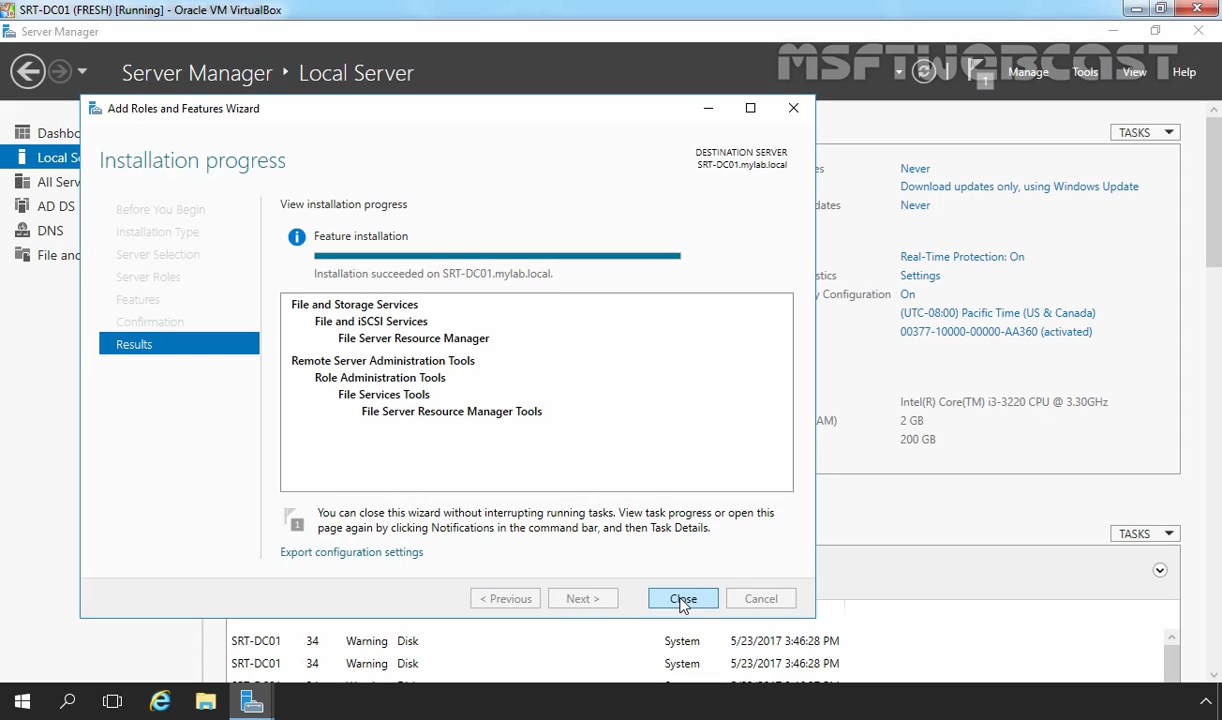 SRT-DC01 (FRESH) [Running] - Oracle VM VirtualBox
Server Manager
Server Manager ‣ Local Server
MSFTWEBCAST
1
Manage
Tools
View
Help
Add Roles and Features Wizard
Installation progress
DESTINATION SERVER
SRT-DC01.mylab.local
Before You Begin
Installation Type
Server Selection
Server Roles
Features
Confirmation
Results
View installation progress
Feature installation
Installation succeeded on SRT-DC01.mylab.local.
File and Storage Services
File and iSCSI Services
File Server Resource Manager
Remote Server Administration Tools
Role Administration Tools
File Services Tools
File Server Resource Manager Tools
1
You can close this wizard without interrupting running tasks. View task progress or open this
page again by clicking Notifications in the command bar, and then Task Details.
Export configuration settings
< Previous
Next >
Close
Cancel
Dashbo
Local S
All Serv
AD DS
DNS
File and
TASKS
Never
Download updates only, using Windows Update
dates
Never
Real-Time Protection: On
stics
Settings
y Configuration
On
(UTC-08:00) Pacific Time (US & Canada)
00377-10000-00000-AA360 (activated)
Intel(R) Core(TM) i3-3220 CPU @ 3.30GHz
AM)
2 GB
200 GB
TASKS
SRT-DC01 34 Warning Disk System 5/23/2017 3:46:28 PM
SRT-DC01 34 Warning Disk System 5/23/2017 3:46:28 PM